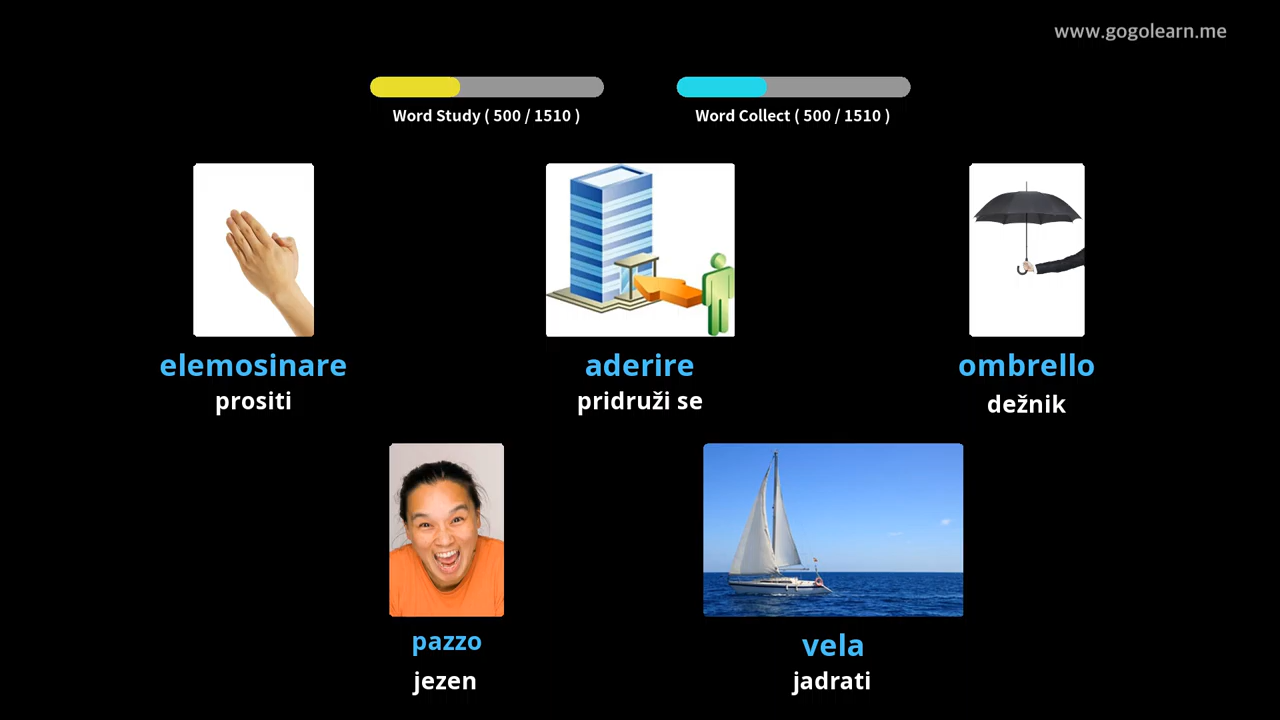 www.gogolearn.me
Word Study ( 500 / 1510 )
Word Collect ( 500 / 1510 )
elemosinare
prositi
aderire
pridruži se
ombrello
dežnik
pazzo
jezen
vela
jadrati